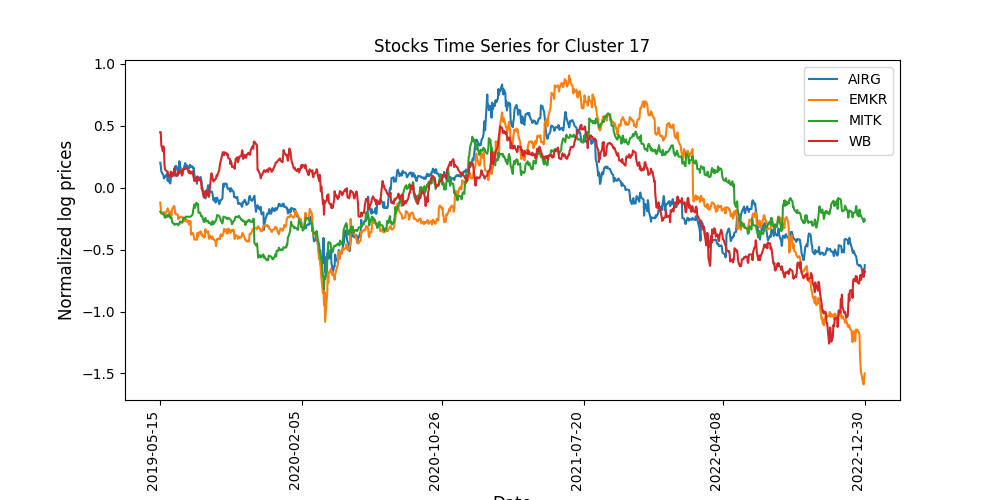 Stocks Time Series for Cluster 17
Normalized log prices
1.0
0.5
0.0
−0.5
−1.0
−1.5
AIRG
EMKR
MITK
WB
2019-05-15
2020-02-05
2020-10-26
2021-07-20
2022-04-08
2022-12-30
Date